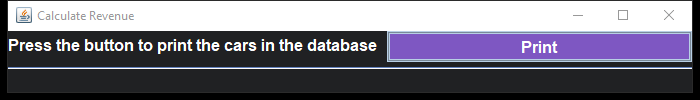 Calculate Revenue
Press the button to print the cars in the database Print